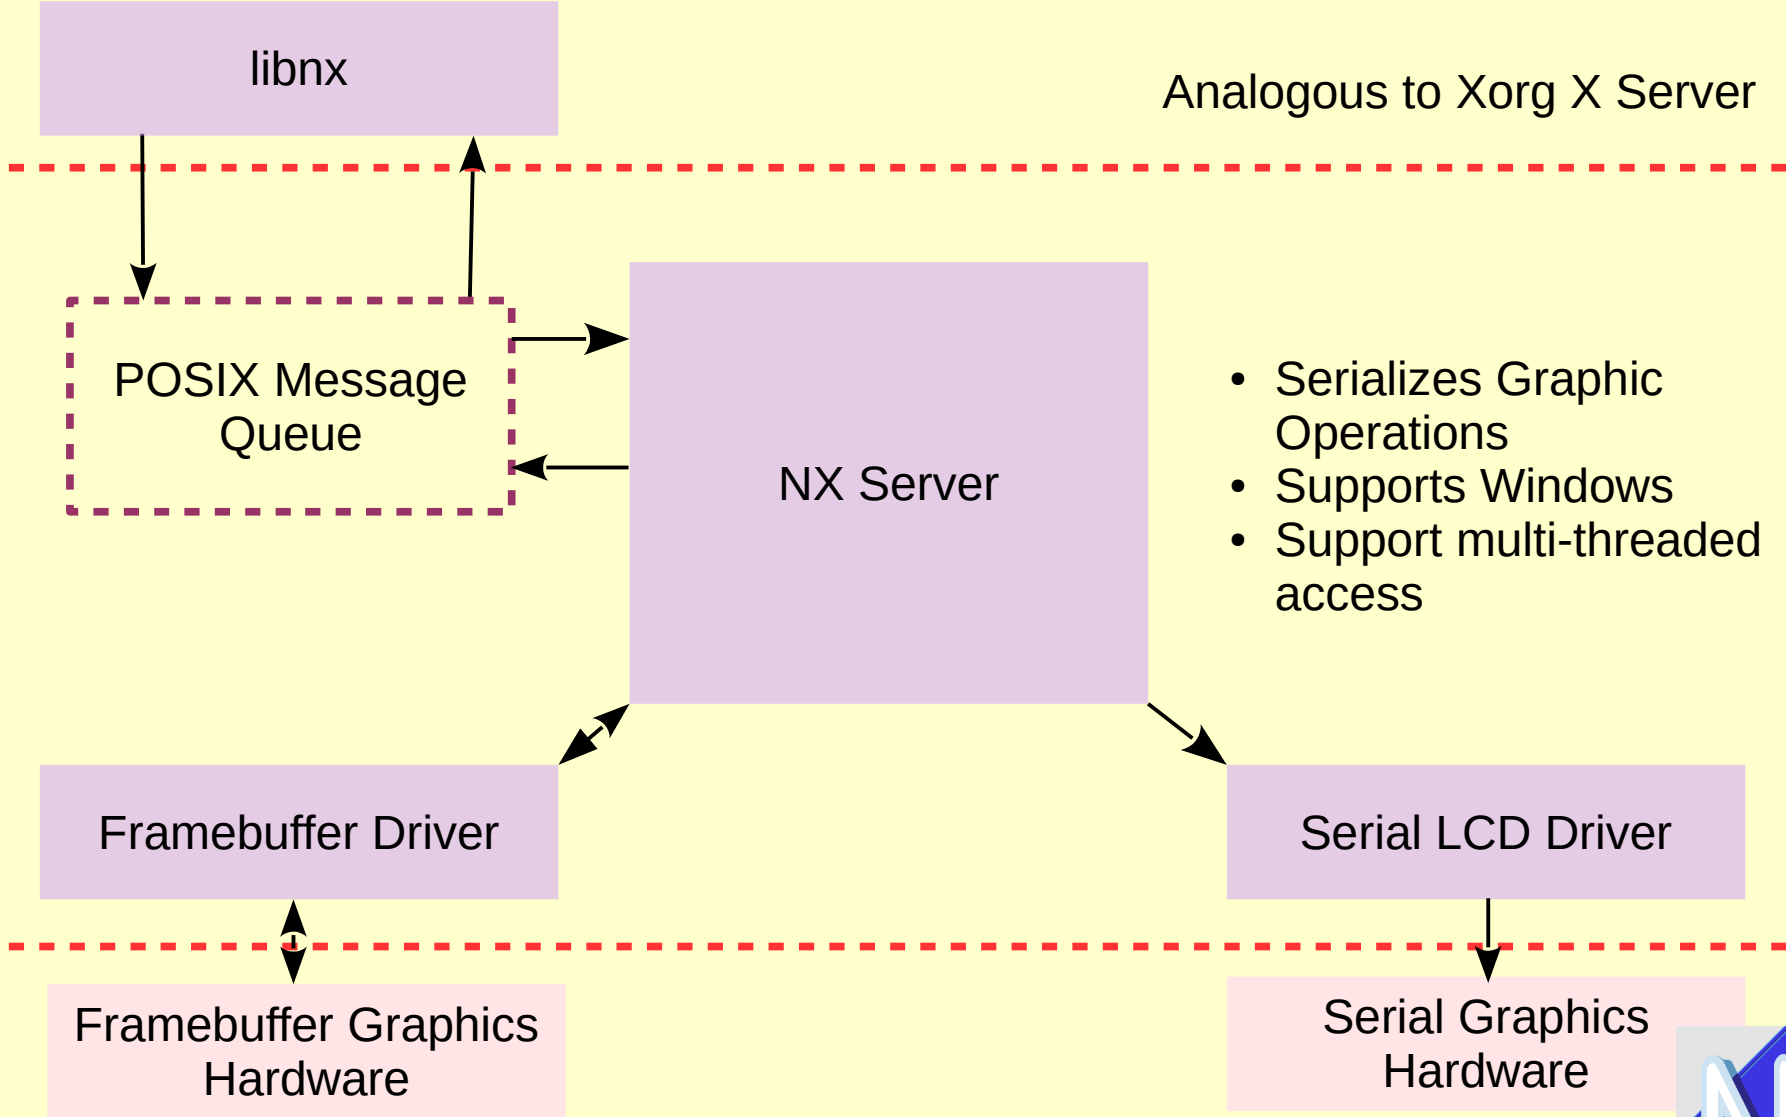 libnx
Analogous to Xorg X Server
POSIX Message
Queue
NX Server
• Serializes Graphic
Operations
• Supports Windows
• Support multi-threaded
access
Framebuffer Driver
Serial LCD Driver
Framebuffer Graphics
Hardware
Serial Graphics
Hardware